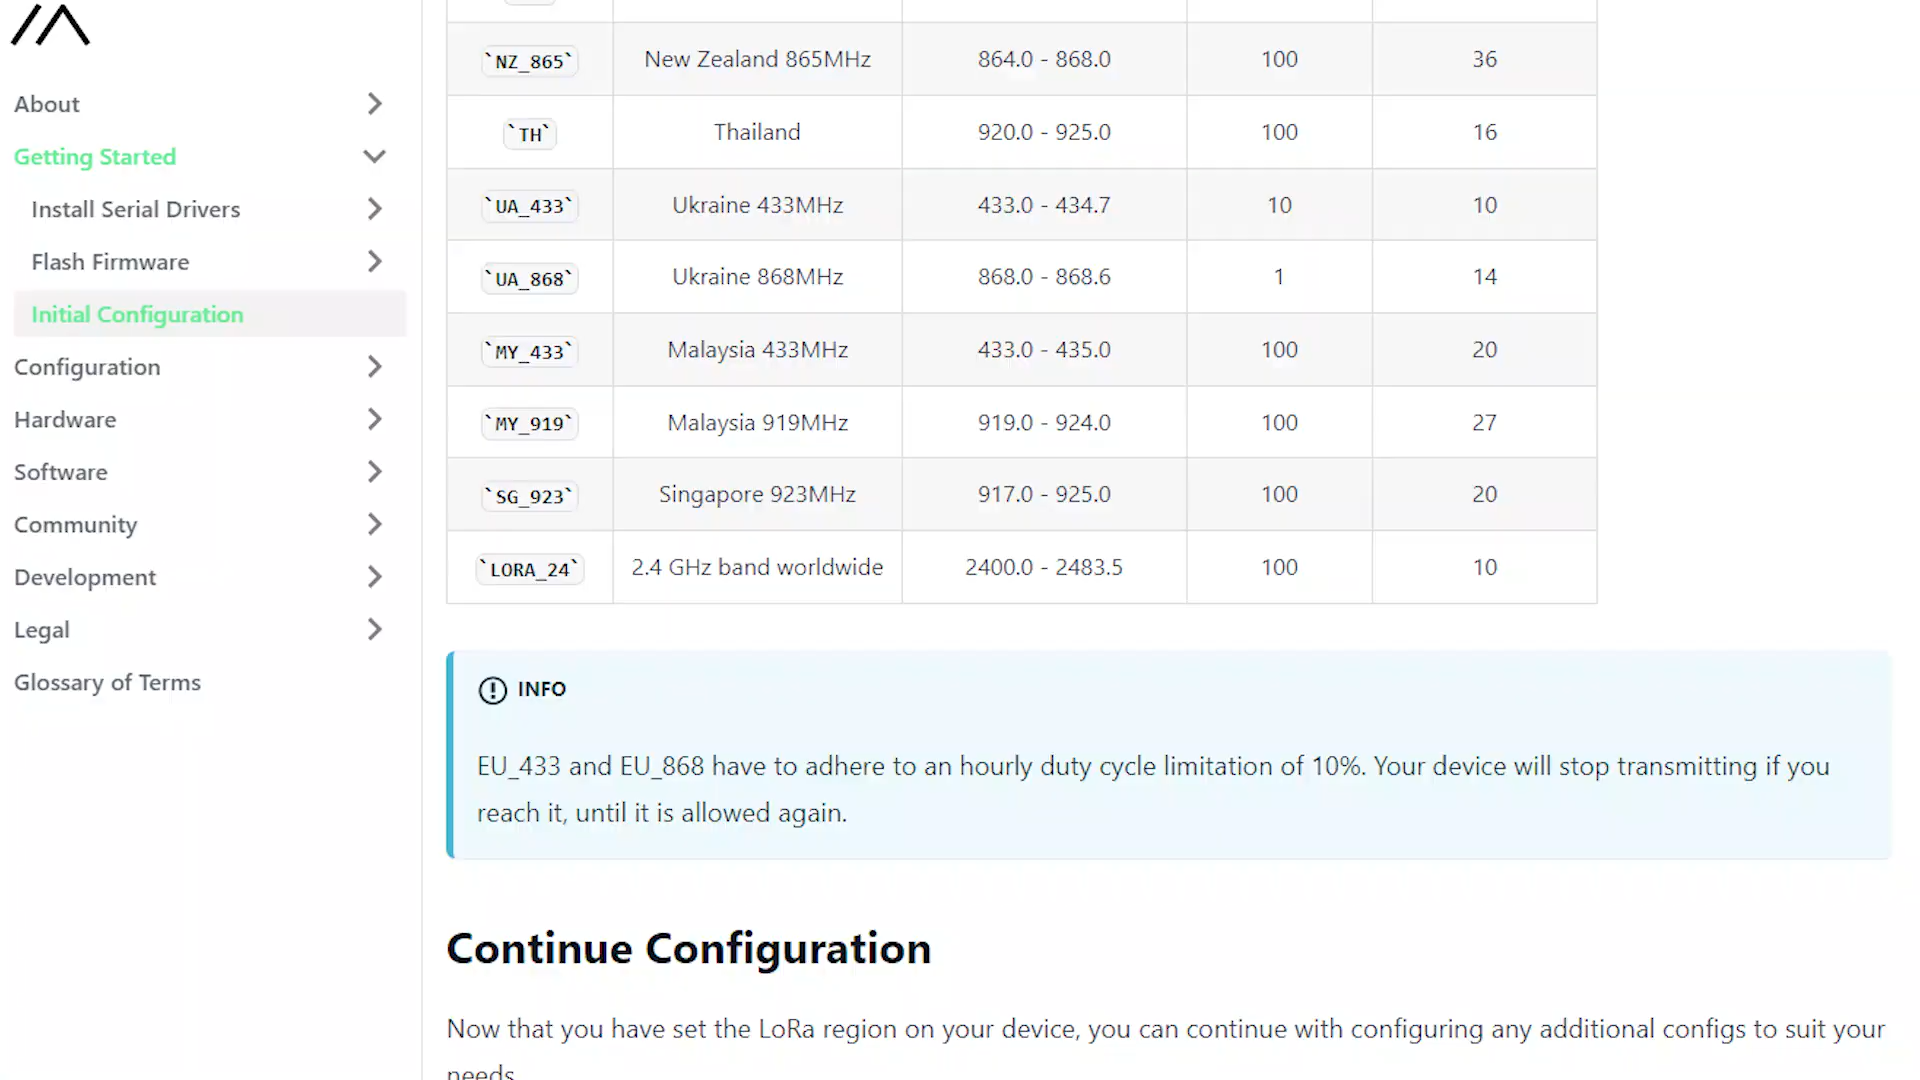 About
Getting Started
Install Serial Drivers
Flash Firmware
Initial Configuration
Configuration
Hardware
Software
Community
Development
Legal
Glossary of Terms
`NZ_865` New Zealand 865MHz 864.0 - 868.0 100 36
`TH` Thailand 920.0 - 925.0 100 16
`UA_433` Ukraine 433MHz 433.0 - 434.7 10 10
`UA_868` Ukraine 868MHz 868.0 - 868.6 1 14
`MY_433` Malaysia 433MHz 433.0 - 435.0 100 20
`MY_919` Malaysia 919MHz 919.0 - 924.0 100 27
`SG_923` Singapore 923MHz 917.0 - 925.0 100 20
`LORA_24` 2.4 GHz band worldwide 2400.0 - 2483.5 100 10
INFO
EU_433 and EU_868 have to adhere to an hourly duty cycle limitation of 10%. Your device will stop transmitting if you
reach it, until it is allowed again.
Continue Configuration
Now that you have set the LoRa region on your device, you can continue with configuring any additional configs to suit your
needs.